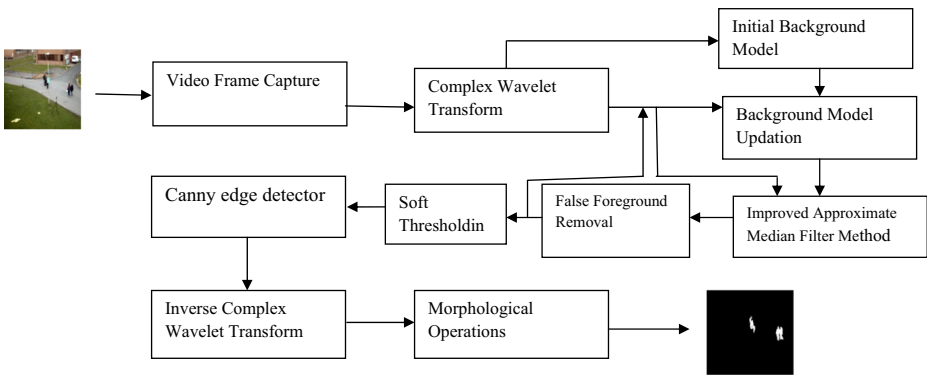 Video Frame Capture
Complex Wavelet
Transform
Initial Background
Model
Background Model
Updation
Improved Approximate
Median Filter Method
False Foreground
Removal
Soft
Thresholdin
Canny edge detector
Inverse Complex
Wavelet Transform
Morphological
Operations